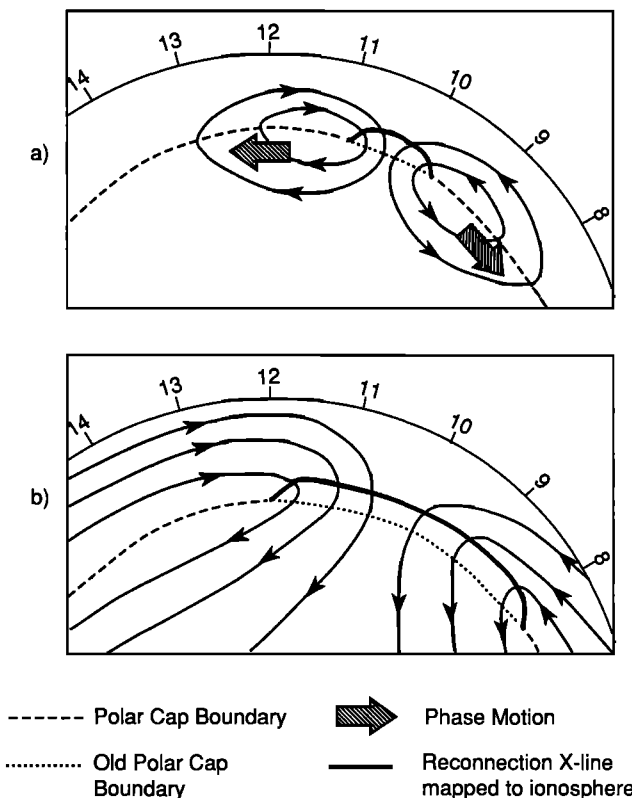 14
13
12
11
10
9
8
a)
14
13
12
11
10
9
8
b)
Polar Cap Boundary
Phase Motion
Old Polar Cap
Boundary
Reconnection X-line
mapped to ionosphere